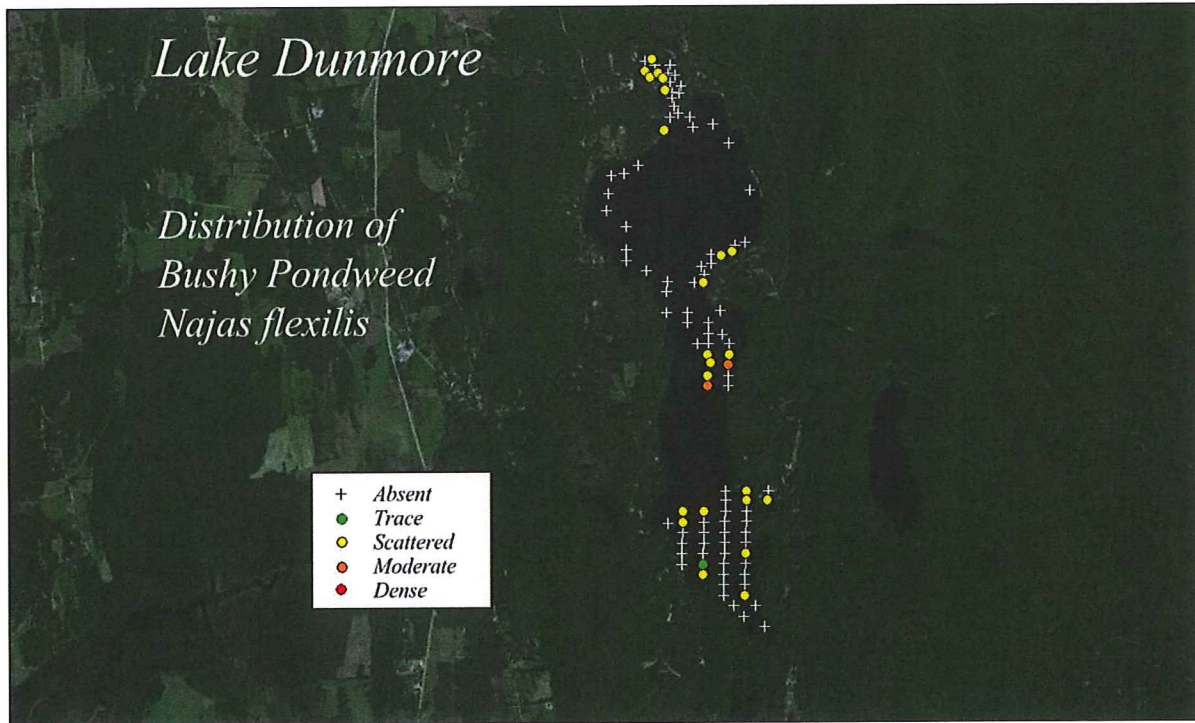 Lake Dunmore
Distribution of
Bushy Pondweed
Najas flexilis
Absent
Trace
Scattered
Moderate
Dense